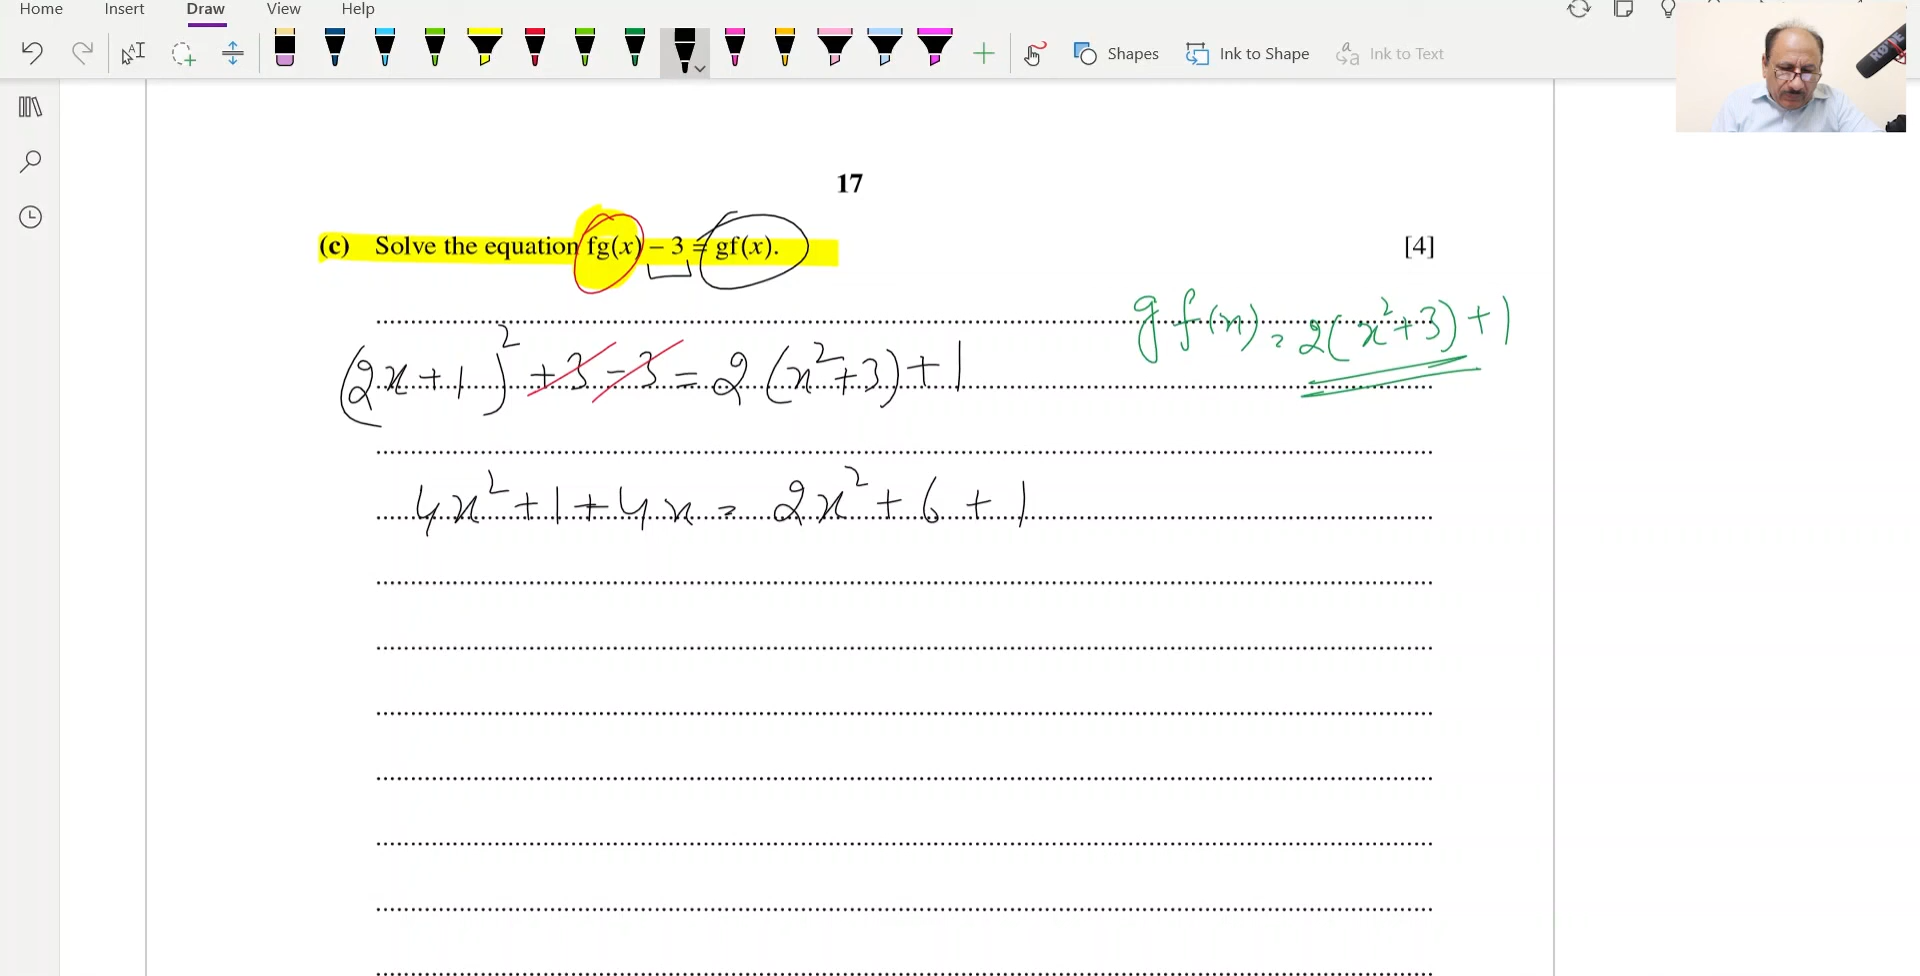 Home Insert Draw View Help
Shapes Ink to Shape Ink to Text
RØDE
17
(c) Solve the equation fg(x) – 3 = gf(x). [4]
gf(x) = 2(x²+3)+1
(2x+1)² +3 -3 = 2(x²+3)+1
4x²+1+4x = 2x²+6+1